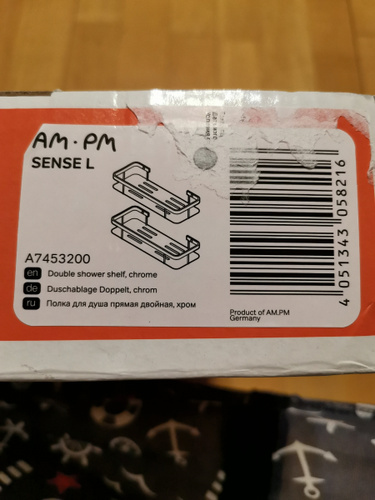 AM·PM
SENSE L
A7453200
en Double shower shelf, chrome
de Duschablage Doppelt, chrom
ru Полка для душа прямая двойная, хром
4 051343 058216
Product of AM.PM
Germany